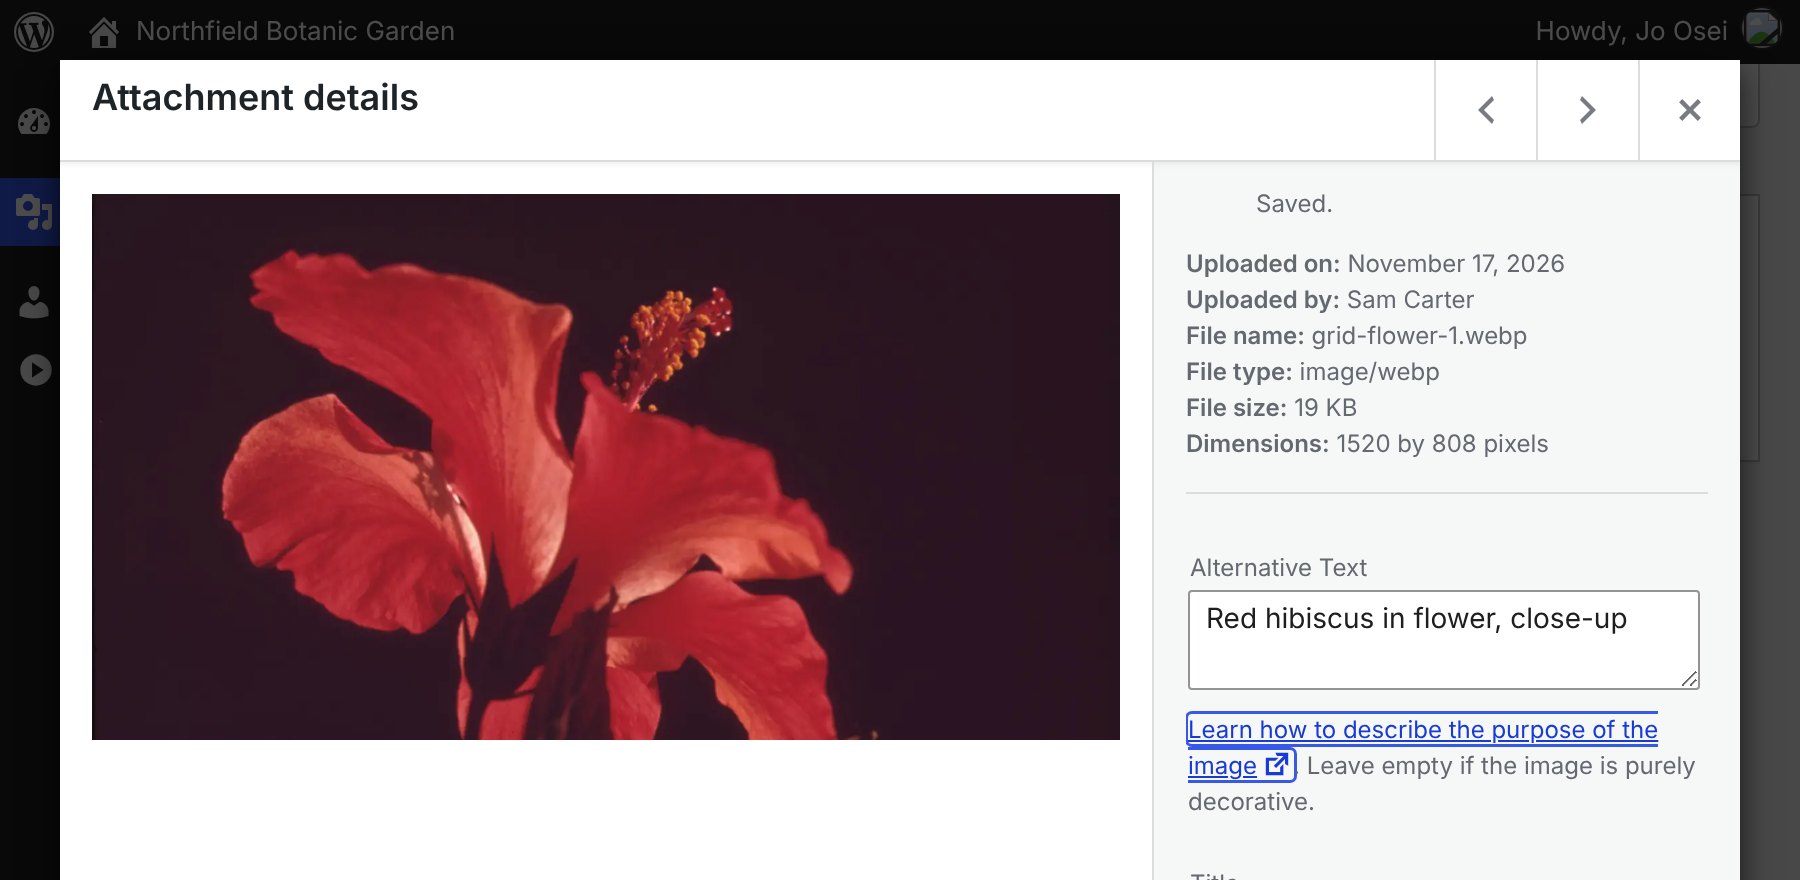 Northfield Botanic Garden
Howdy, Jo Osei
Attachment details
Saved.
Uploaded on: November 17, 2026
Uploaded by: Sam Carter
File name: grid-flower-1.webp
File type: image/webp
File size: 19 KB
Dimensions: 1520 by 808 pixels
Alternative Text
Red hibiscus in flower, close-up
Learn how to describe the purpose of the
image. Leave empty if the image is purely
decorative.
Title